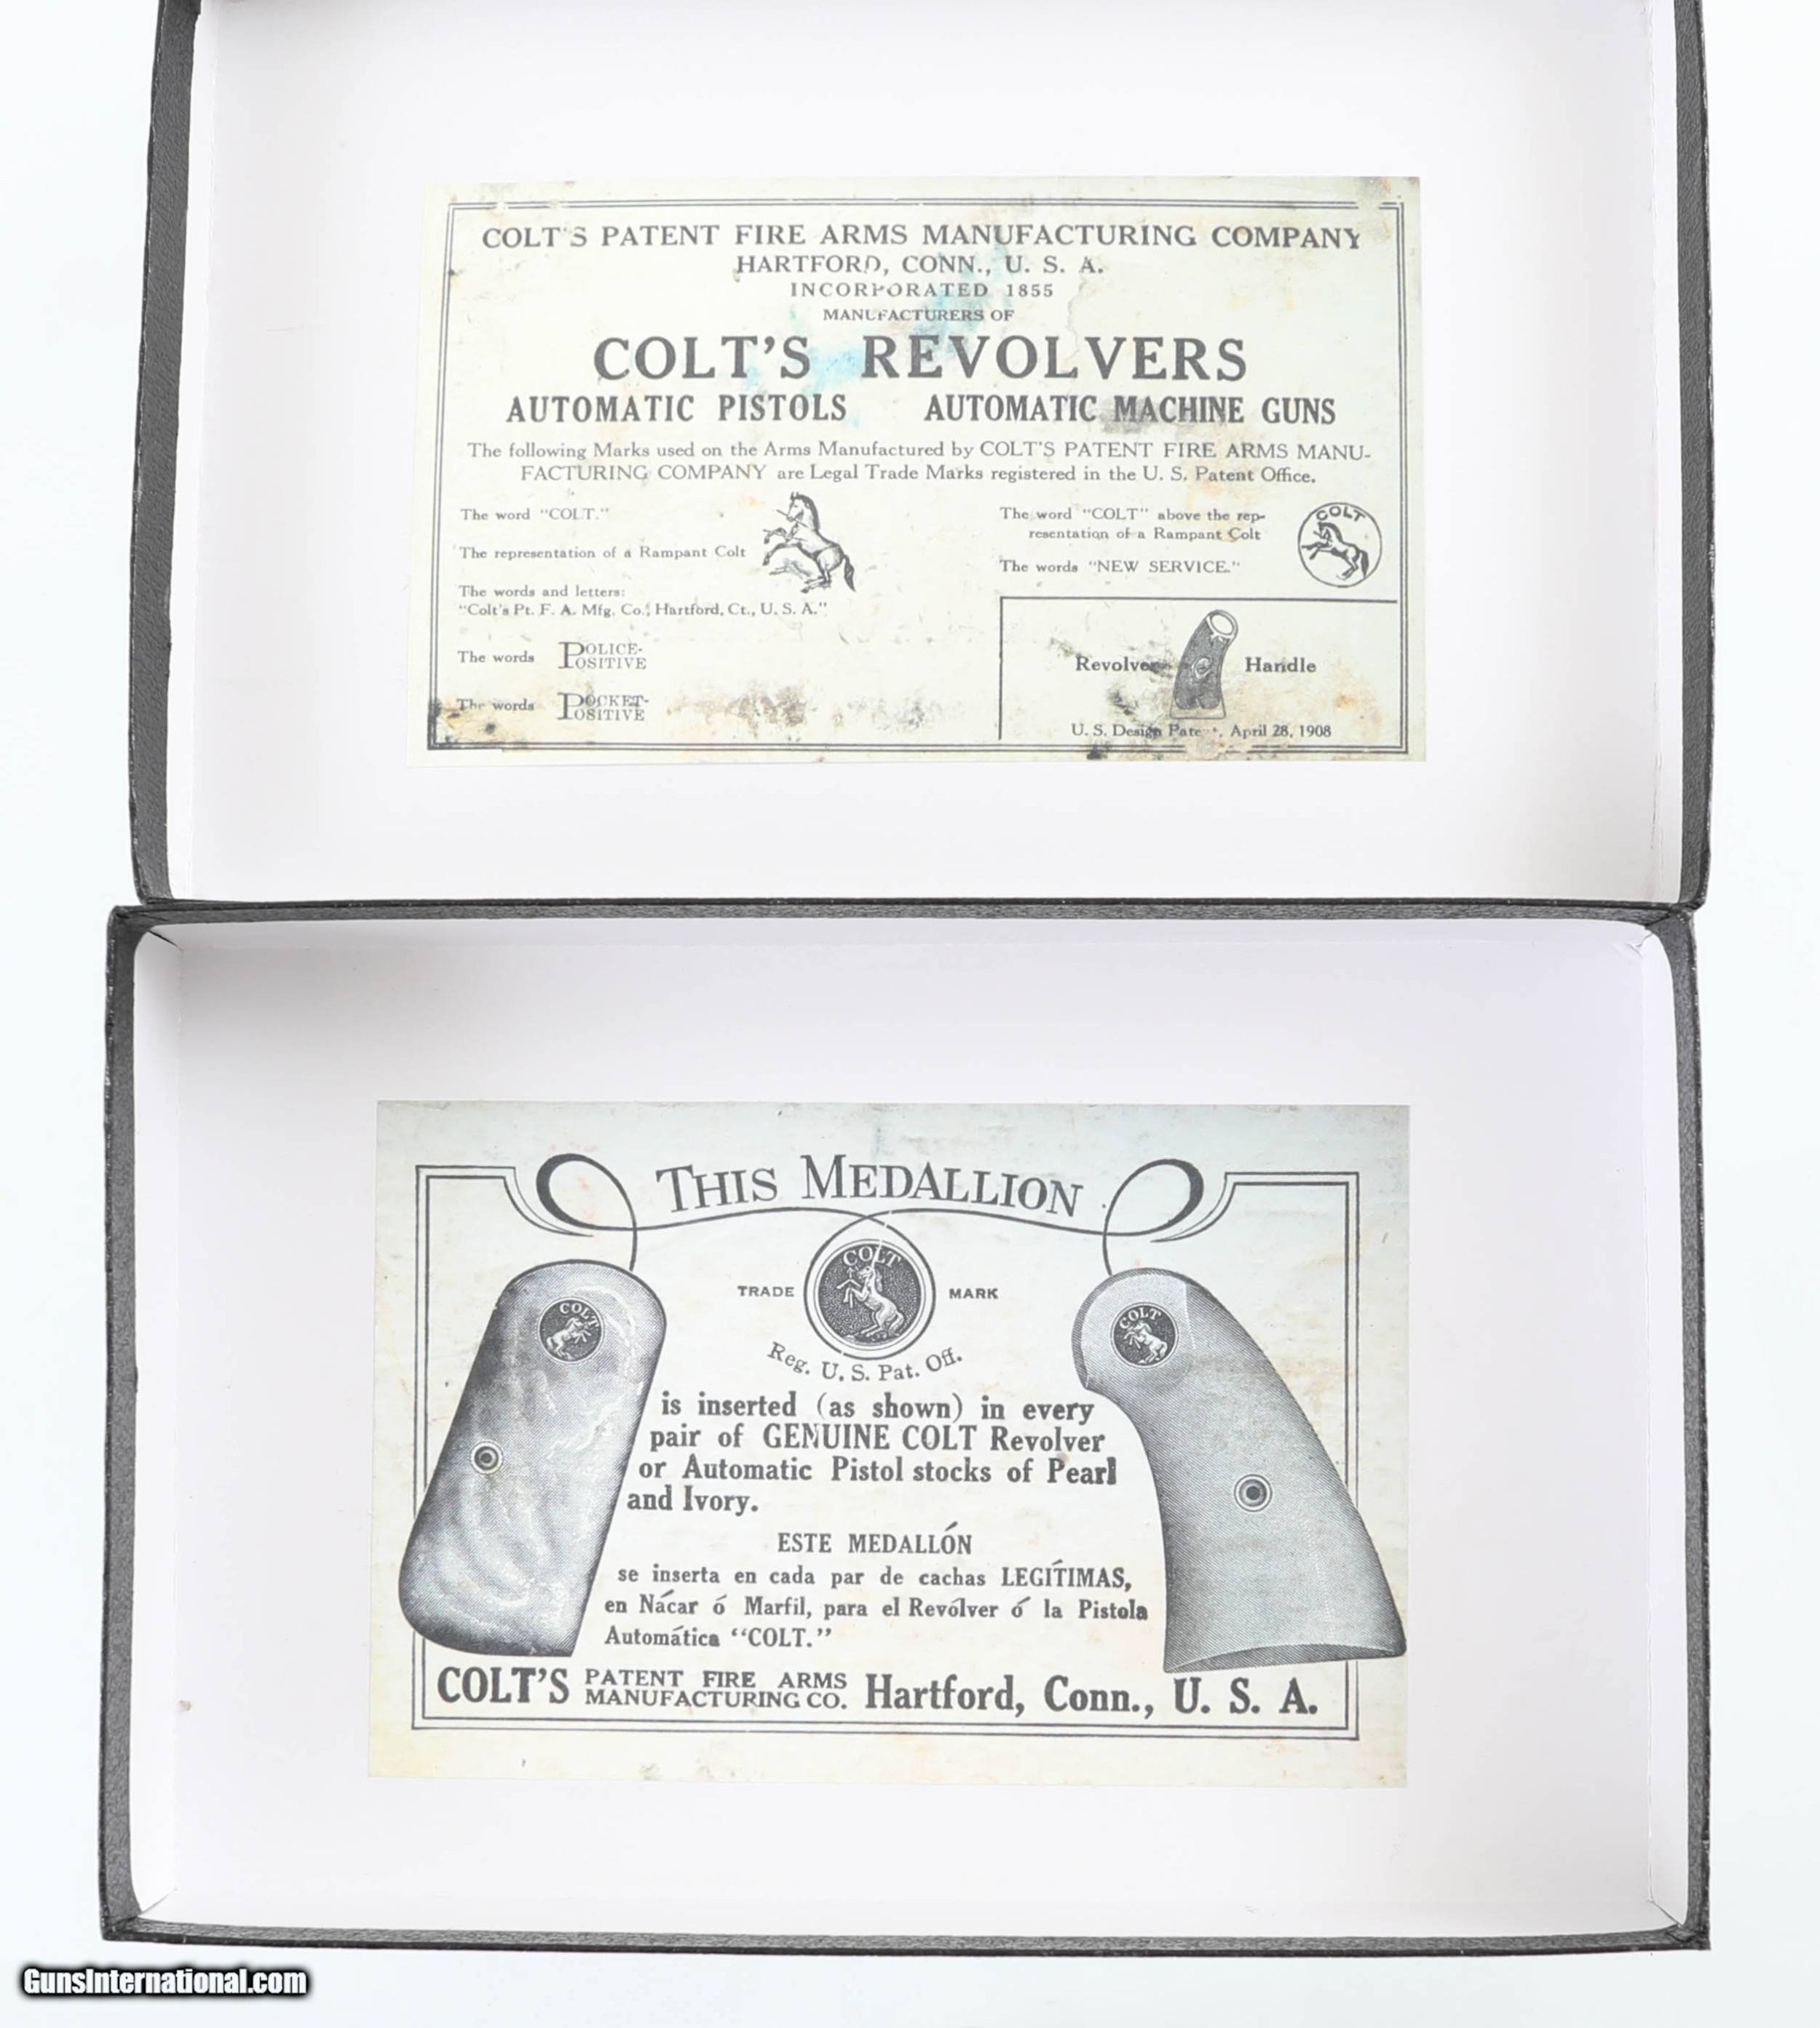 COLT'S PATENT FIRE ARMS MANUFACTURING COMPANY
HARTFORD, CONN., U. S. A.
INCORPORATED 1855
MANUFACTURERS OF
COLT'S REVOLVERS
AUTOMATIC PISTOLS AUTOMATIC MACHINE GUNS
The following Marks used on the Arms Manufactured by COLT'S PATENT FIRE ARMS MANU-
FACTURING COMPANY are Legal Trade Marks registered in the U. S. Patent Office.
The word "COLT."
The representation of a Rampant Colt
The words and letters:
"Colt's Pt. F. A. Mfg. Co., Hartford, Ct., U. S. A."
The words POLICE-
POSITIVE
The words POCKET-
POSITIVE
The word "COLT" above the rep-
resentation of a Rampant Colt
The words "NEW SERVICE."
COLT
Revolver Handle
U. S. Design Patent, April 28, 1908
THIS MEDALLION
COLT
TRADE MARK
Reg. U. S. Pat. Off.
COLT
COLT
is inserted (as shown) in every
pair of GENUINE COLT Revolver
or Automatic Pistol stocks of Pearl
and Ivory.
ESTE MEDALLÓN
se inserta en cada par de cachas LEGÍTIMAS,
en Nácar ó Marfil, para el Revólver ó la Pistola
Automática "COLT."
COLT'S PATENT FIRE ARMS
MANUFACTURING CO. Hartford, Conn., U. S. A.
GunsInternational.com